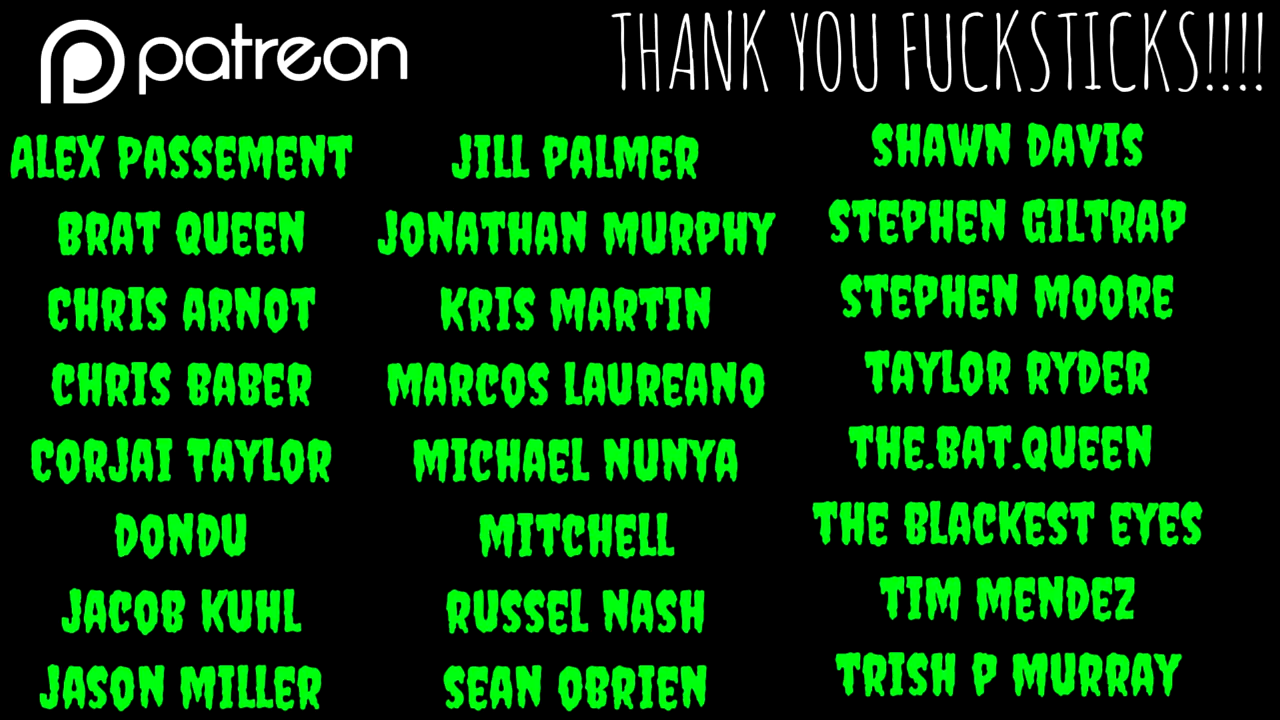 patreon
THANK YOU FUCKSTICKS!!!!
ALEX PASSEMENT
BRAT QUEEN
CHRIS ARNOT
CHRIS BABER
CORJAI TAYLOR
DONDU
JACOB KUHL
JASON MILLER
JILL PALMER
JONATHAN MURPHY
KRIS MARTIN
MARCOS LAUREANO
MICHAEL NUNYA
MITCHELL
RUSSEL NASH
SEAN OBRIEN
SHAWN DAVIS
STEPHEN GILTRAP
STEPHEN MOORE
TAYLOR RYDER
THE.BAT.QUEEN
THE BLACKEST EYES
TIM MENDEZ
TRISH P MURRAY